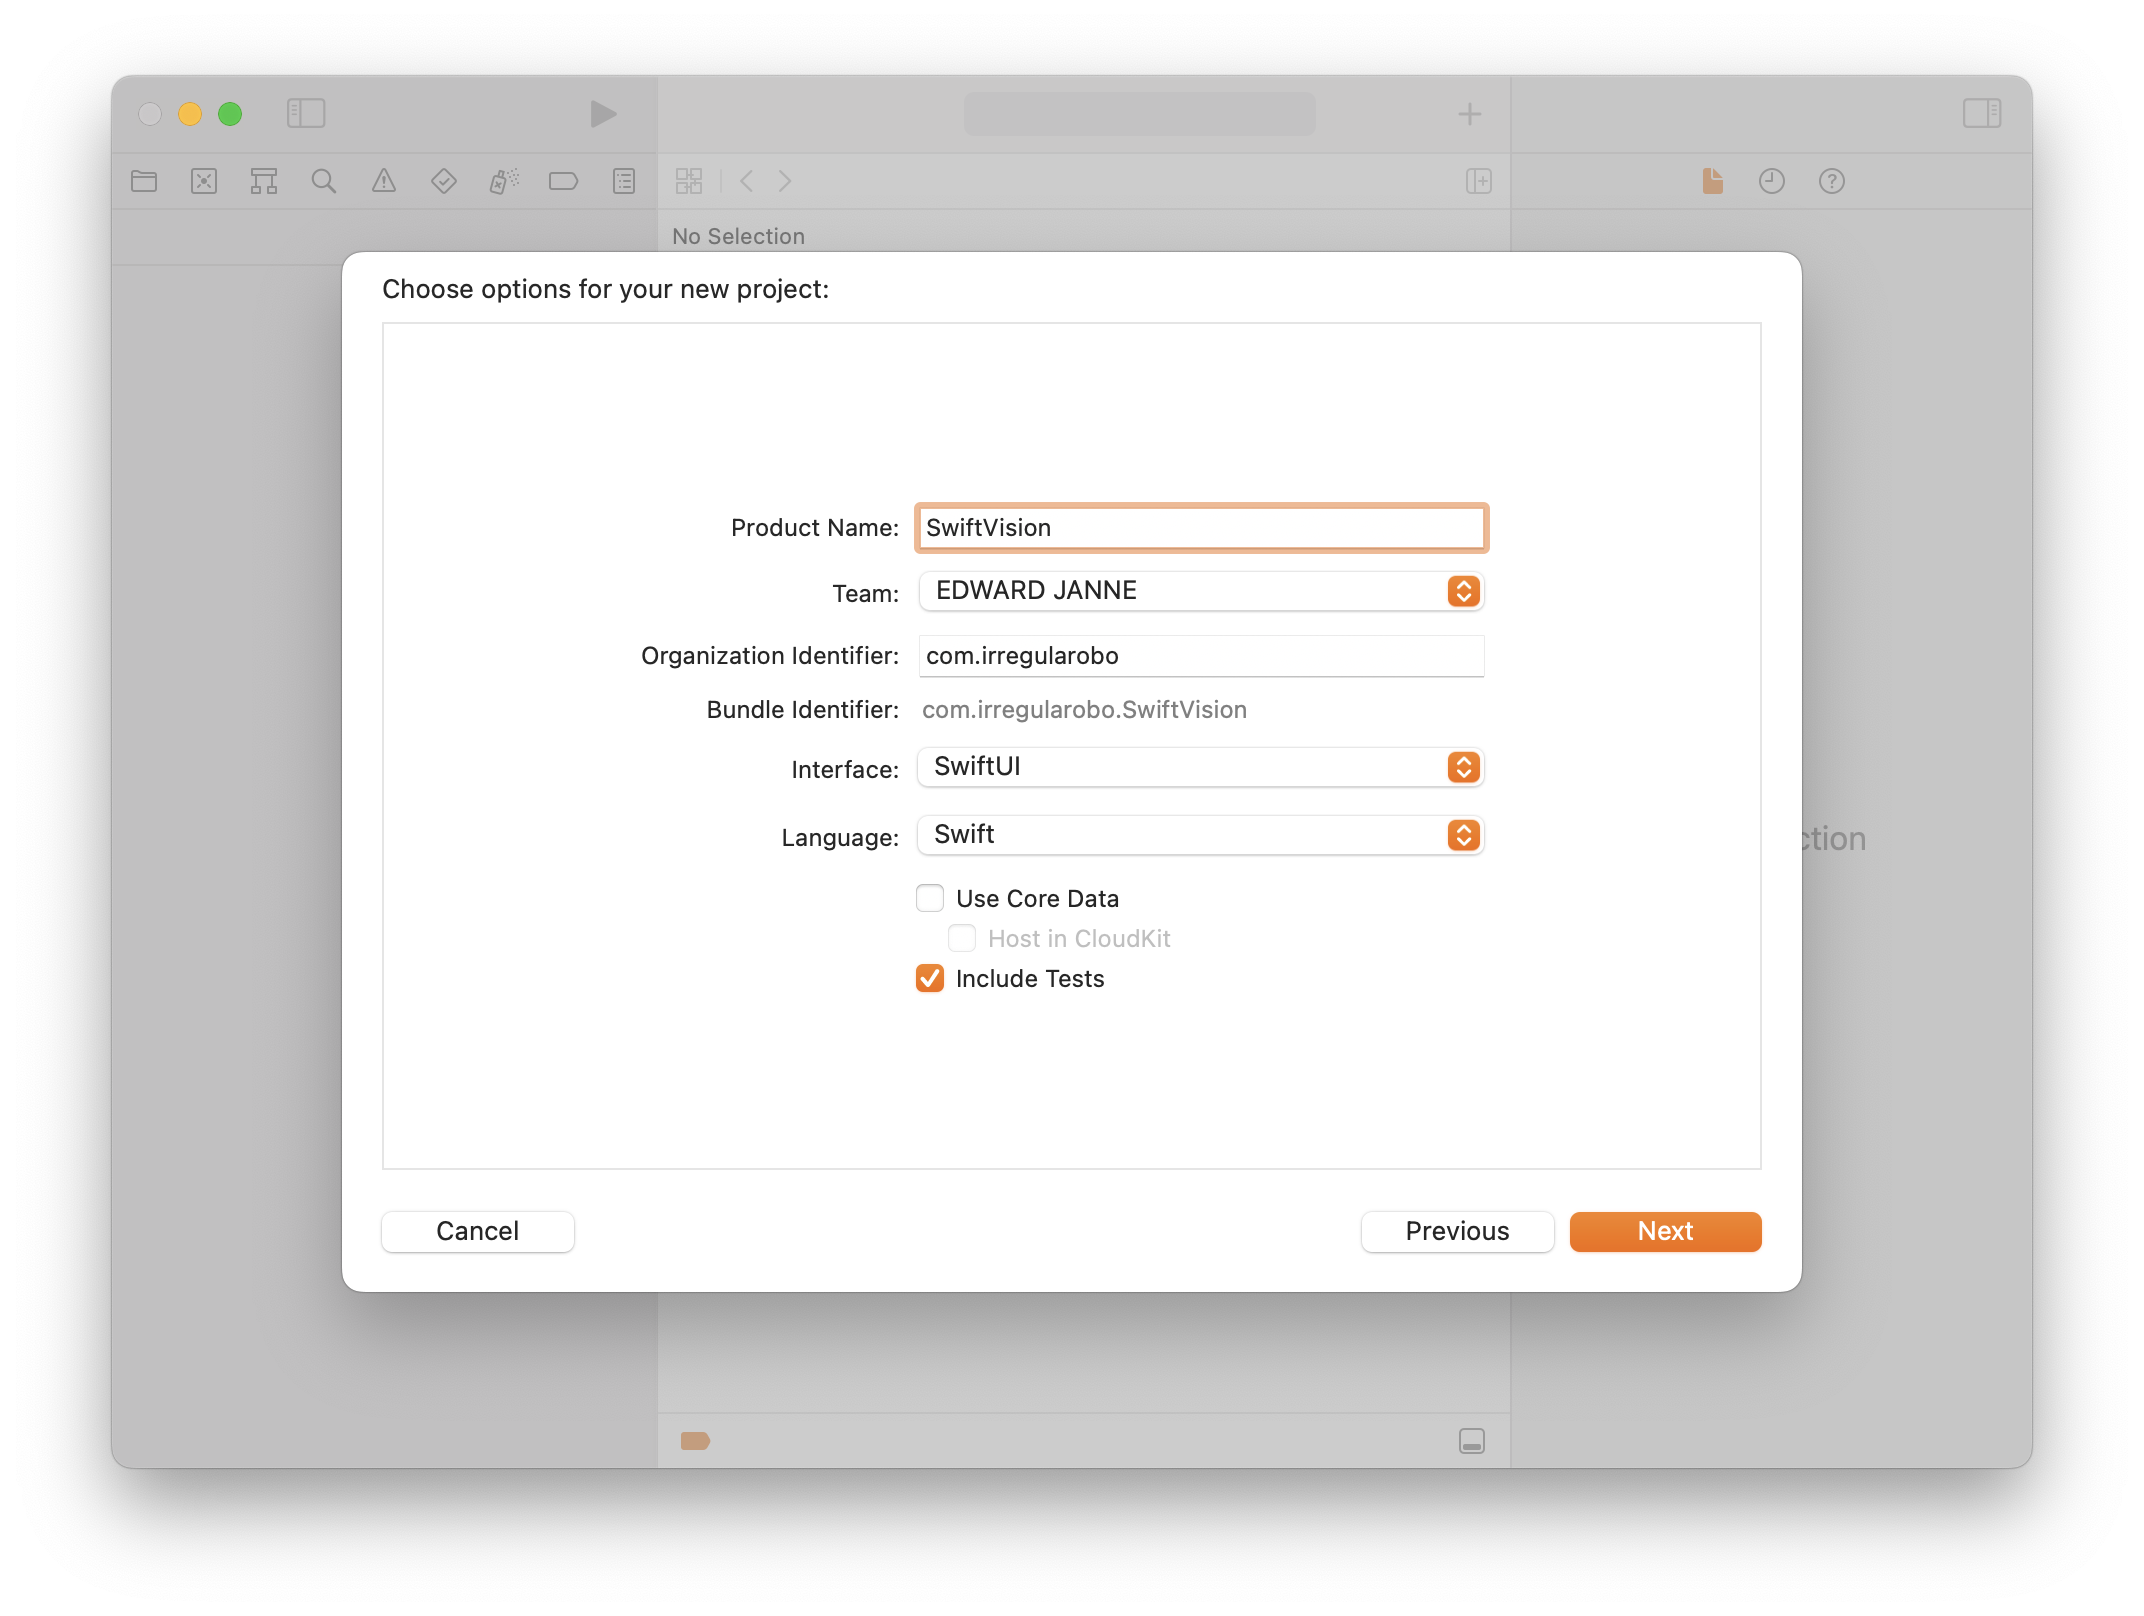 No Selection
Choose options for your new project:
Product Name: SwiftVision
Team: EDWARD JANNE
Organization Identifier: com.irregularobo
Bundle Identifier: com.irregularobo.SwiftVision
Interface: SwiftUI
Language: Swift
ction
Use Core Data
Host in CloudKit
Include Tests
Cancel Previous Next